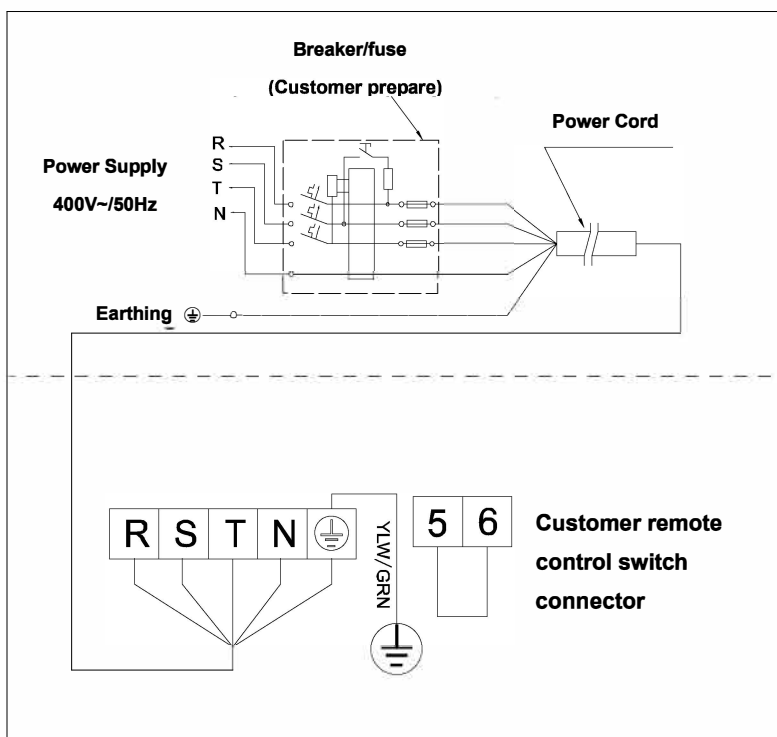 Breaker/fuse
(Customer prepare)
Power Cord
Power Supply
400V~/50Hz
R
S
T
N
Earthing
R S T N
YLW/GRN
5 6
Customer remote
control switch
connector